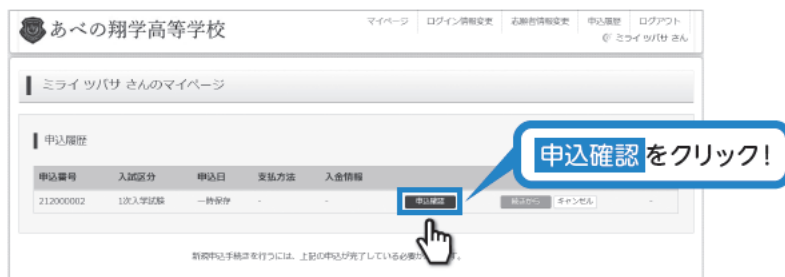 あべの翔学高等学校
マイページ ログイン情報変更 志願者情報変更 申込履歴 ログアウト
ミライ ツバサ さん
ミライ ツバサ さんのマイページ
申込履歴
申込確認をクリック!
申込番号 入試区分 申込日 支払方法 入金情報
212000002 1次入学試験 一時保存 - - 申込確認 続きから キャンセル -
新規申込手続きを行うには、上記の申込が完了している必要が す。